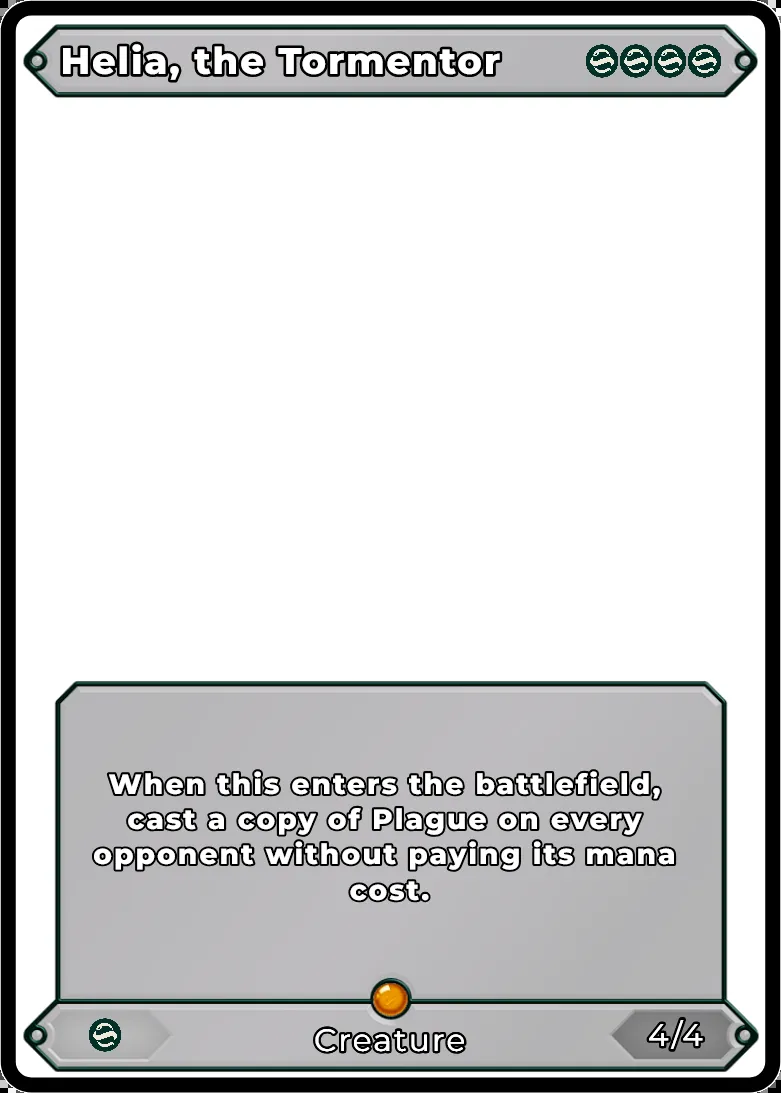 Helia, the Tormentor
When this enters the battlefield,
cast a copy of Plague on every
opponent without paying its mana
cost.
Creature
4/4